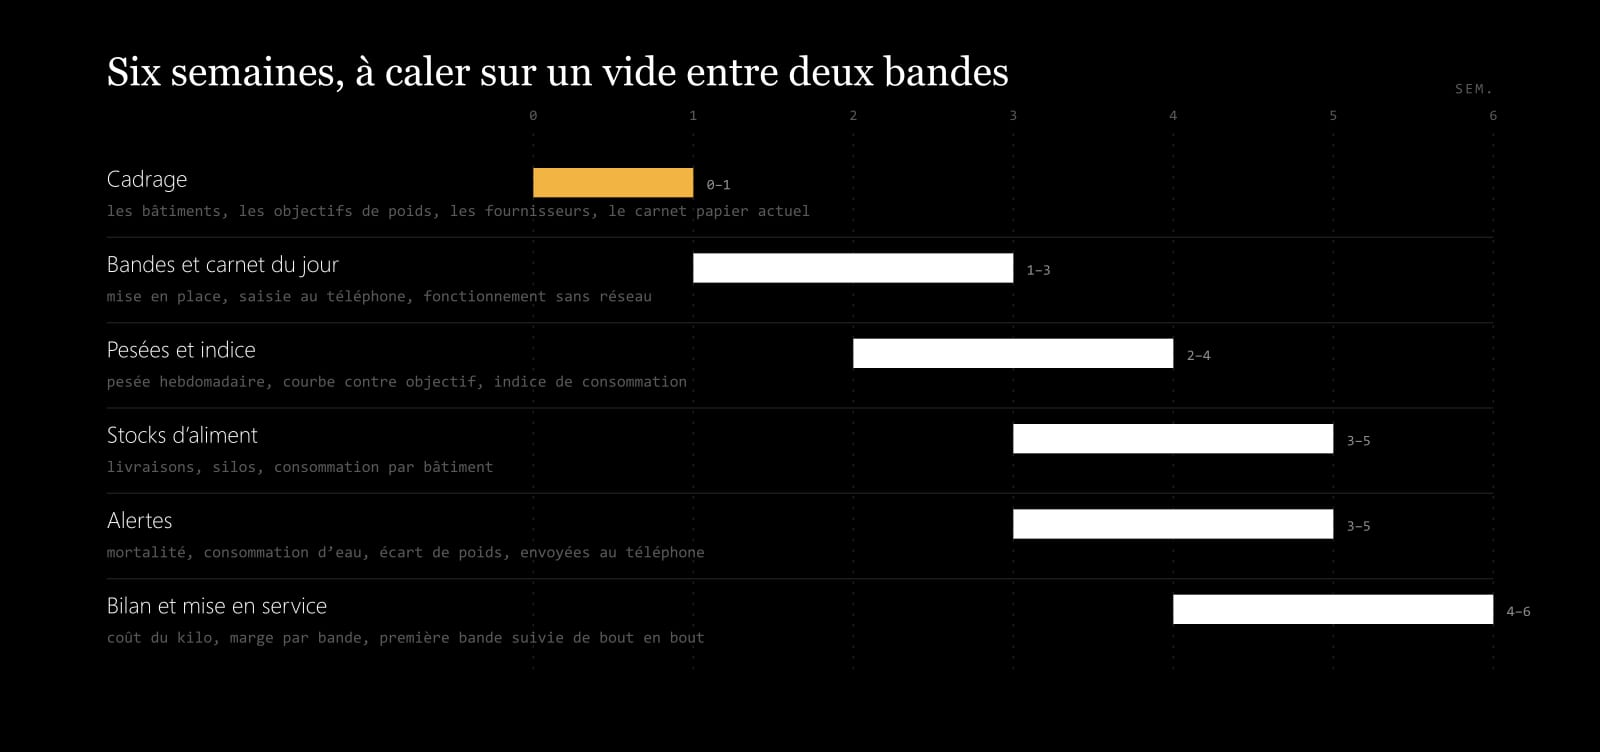 Six semaines, à caler sur un vide entre deux bandes
SEM.
0 1 2 3 4 5 6
Cadrage
0–1
les bâtiments, les objectifs de poids, les fournisseurs, le carnet papier actuel
Bandes et carnet du jour
1–3
mise en place, saisie au téléphone, fonctionnement sans réseau
Pesées et indice
2–4
pesée hebdomadaire, courbe contre objectif, indice de consommation
Stocks d’aliment
3–5
livraisons, silos, consommation par bâtiment
Alertes
3–5
mortalité, consommation d’eau, écart de poids, envoyées au téléphone
Bilan et mise en service
4–6
coût du kilo, marge par bande, première bande suivie de bout en bout